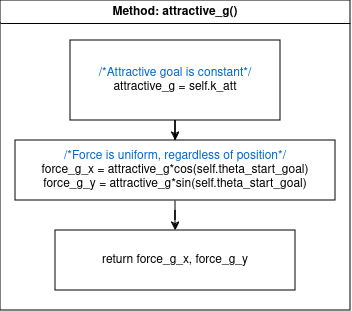 Method: attractive_g()
/*Attractive goal is constant*/
attractive_g = self.k_att
/*Force is uniform, regardless of position*/
force_g_x = attractive_g*cos(self.theta_start_goal)
force_g_y = attractive_g*sin(self.theta_start_goal)
return force_g_x, force_g_y